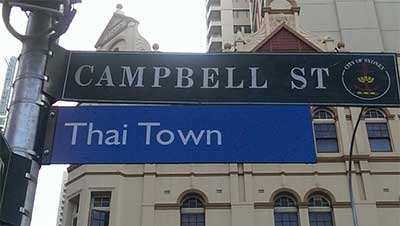 CAMPBELL ST
CITY OF SYDNEY
Thai Town